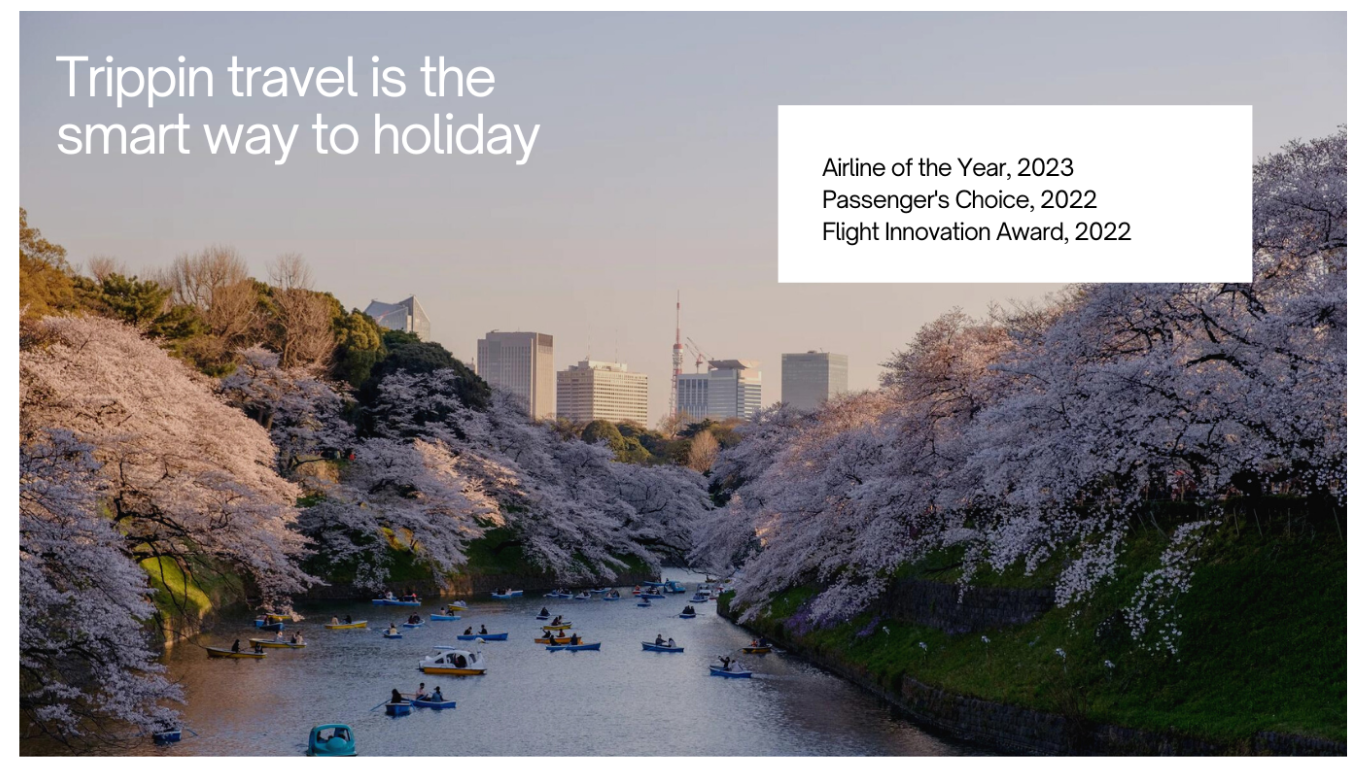 Trippin travel is the
smart way to holiday
Airline of the Year, 2023
Passenger's Choice, 2022
Flight Innovation Award, 2022